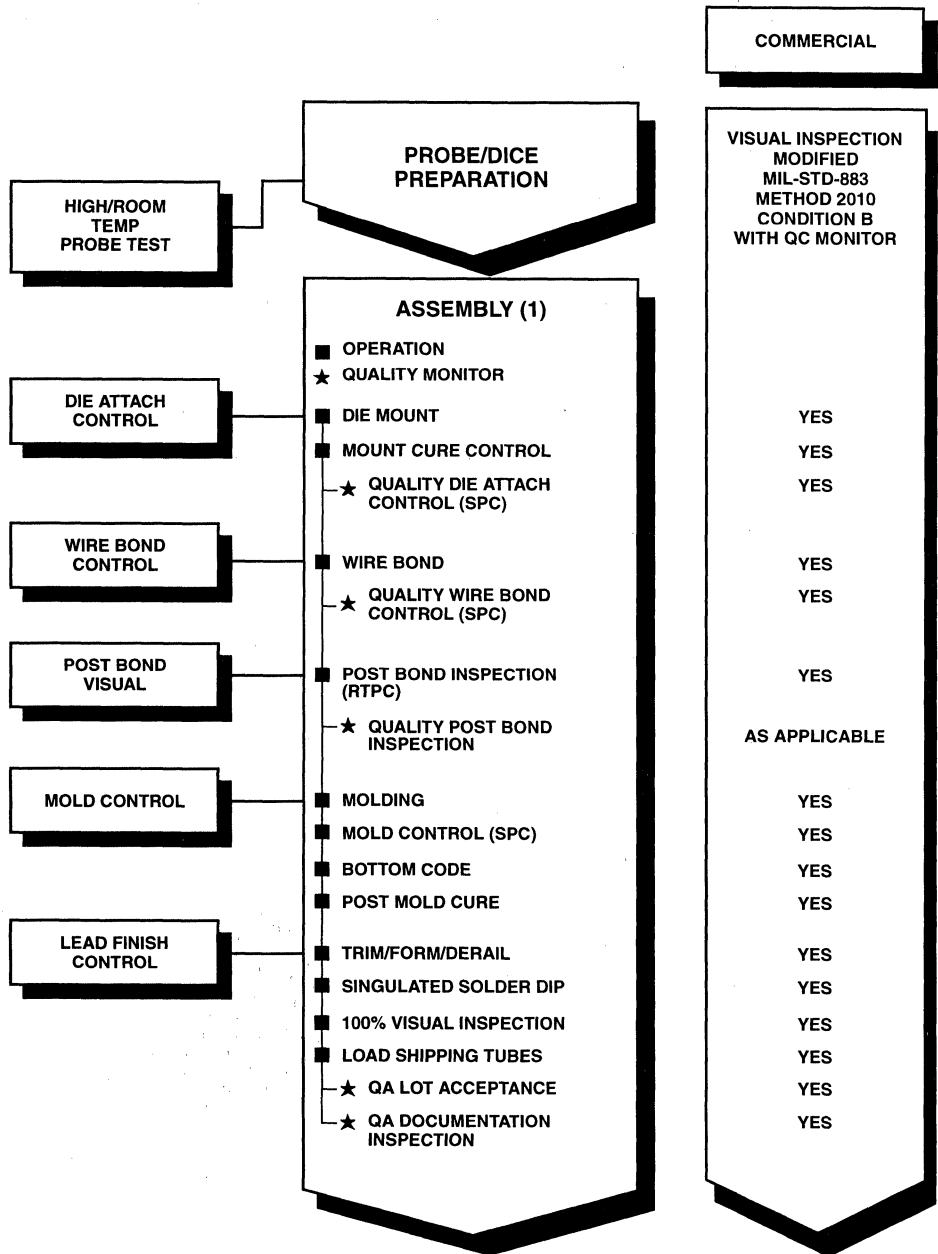 COMMERCIAL
PROBE/DICE
PREPARATION
VISUAL INSPECTION
MODIFIED
MIL-STD-883
METHOD 2010
CONDITION B
WITH QC MONITOR
HIGH/ROOM
TEMP
PROBE TEST
ASSEMBLY (1)
OPERATION
QUALITY MONITOR
DIE ATTACH
CONTROL
DIE MOUNT
YES
MOUNT CURE CONTROL
YES
QUALITY DIE ATTACH
CONTROL (SPC)
YES
WIRE BOND
CONTROL
WIRE BOND
YES
QUALITY WIRE BOND
CONTROL (SPC)
YES
POST BOND
VISUAL
POST BOND INSPECTION
(RTPC)
YES
QUALITY POST BOND
INSPECTION
AS APPLICABLE
MOLD CONTROL
MOLDING
YES
MOLD CONTROL (SPC)
YES
BOTTOM CODE
YES
POST MOLD CURE
YES
LEAD FINISH
CONTROL
TRIM/FORM/DERAIL
YES
SINGULATED SOLDER DIP
YES
100% VISUAL INSPECTION
YES
LOAD SHIPPING TUBES
YES
QA LOT ACCEPTANCE
YES
QA DOCUMENTATION
INSPECTION
YES